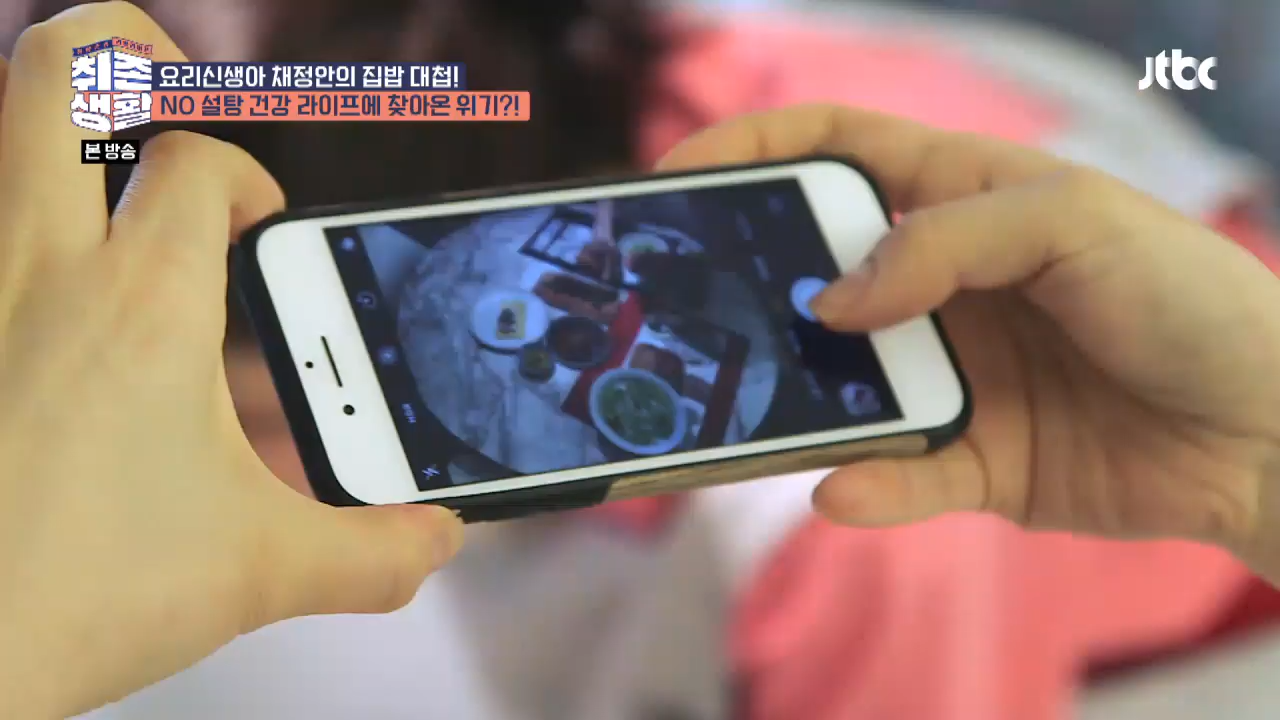 취존
생활
본 방송
요리신생아 채정안의 집밥 대첩!
NO 설탕 건강 라이프에 찾아온 위기?!
jtbc